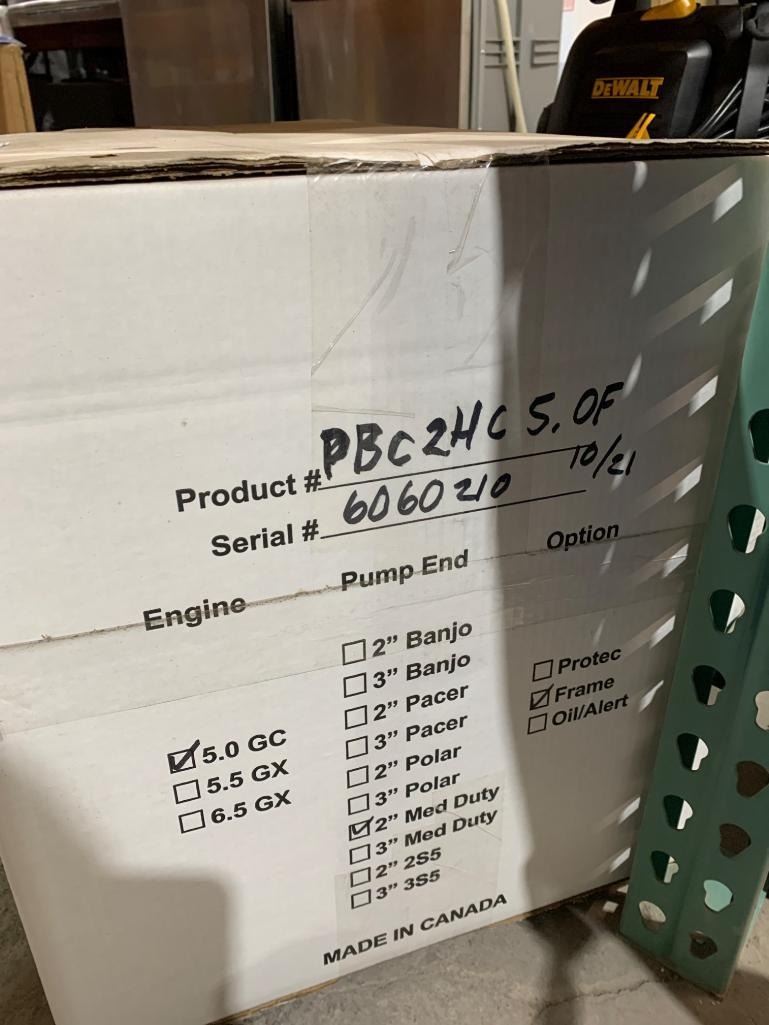 DEWALT
Product # PBC2HC 5.0F
10/21
Serial # 6060210
Engine
Pump End
Option
5.0 GC
5.5 GX
6.5 GX
2” Banjo
3” Banjo
2” Pacer
3” Pacer
2” Polar
3” Polar
2” Med Duty
3” Med Duty
2” 2S5
3” 3S5
Protec
Frame
Oil/Alert
MADE IN CANADA